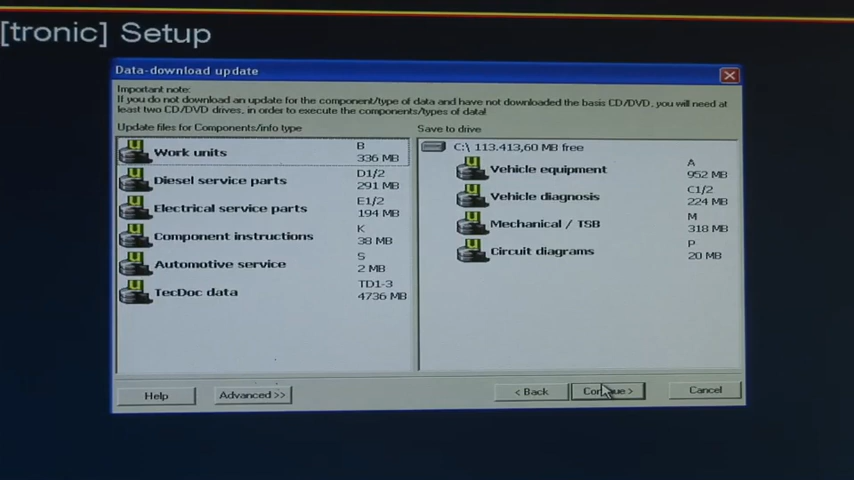 [tronic] Setup
Data-download update
Important note:
If you do not download an update for the component/type of data and have not downloaded the basis CD/DVD, you will need at
least two CD/DVD drives, in order to execute the components/types of data!
Update files for Components/info type
Save to drive
Work units
B
336 MB
Diesel service parts
D1/2
291 MB
Electrical service parts
E1/2
194 MB
Component instructions
K
38 MB
Automotive service
S
2 MB
TecDoc data
TD1-3
4736 MB
C:\ 113.413,60 MB free
Vehicle equipment
A
952 MB
Vehicle diagnosis
C1/2
224 MB
Mechanical / TSB
M
318 MB
Circuit diagrams
P
20 MB
Help
Advanced >>
< Back
Continue >
Cancel